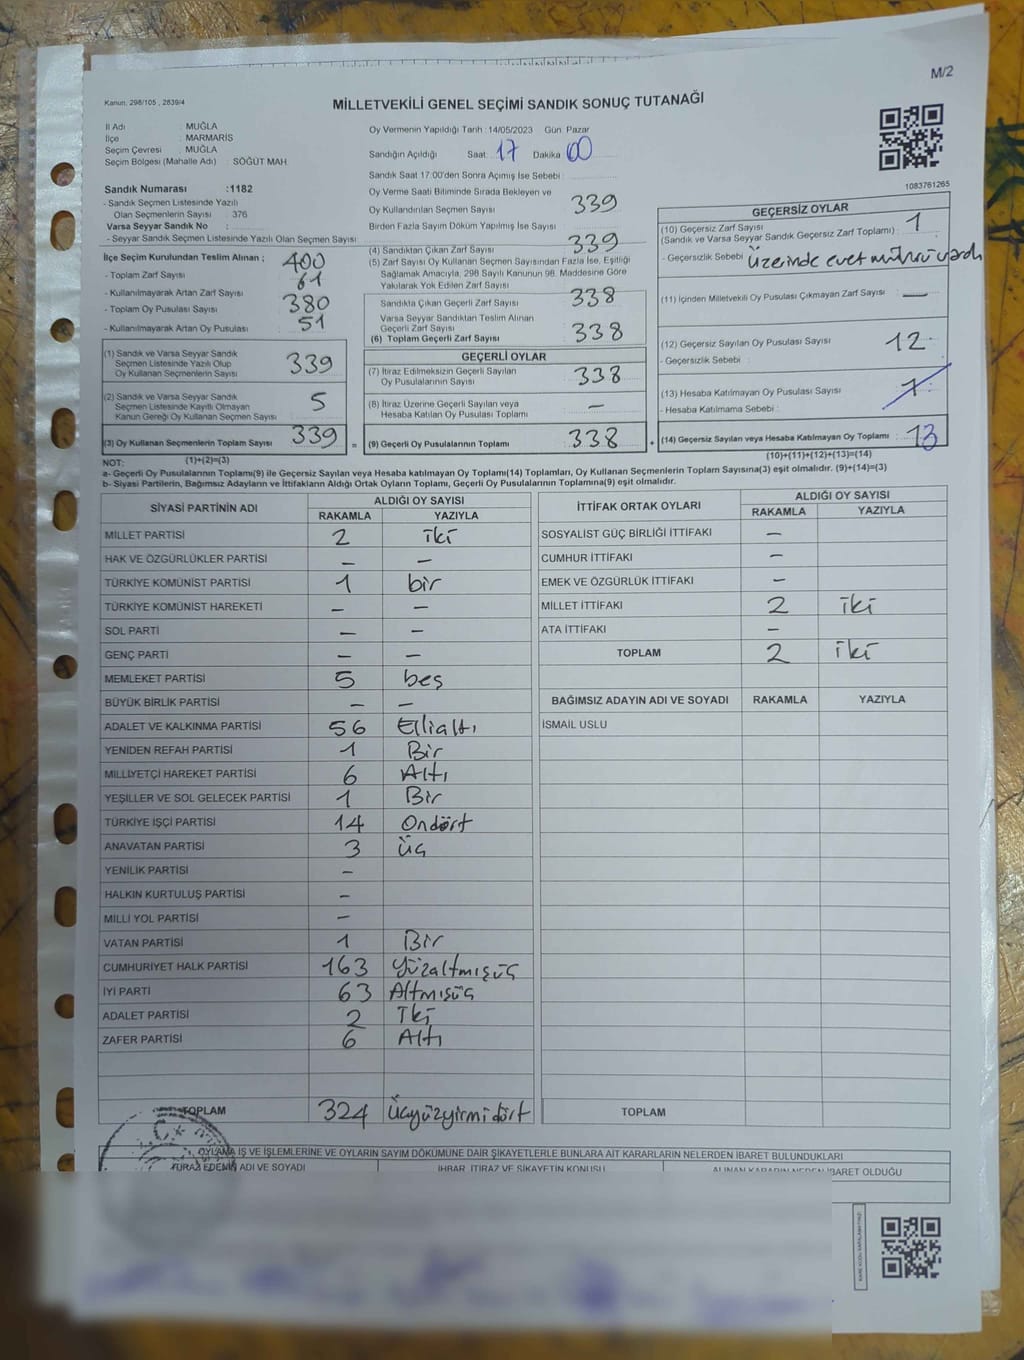 M/2
Kanun. 298/105 , 2839/4
MİLLETVEKİLİ GENEL SEÇİMİ SANDIK SONUÇ TUTANAĞI
İl Adı : MUĞLA
İlçe : MARMARİS
Seçim Çevresi : MUĞLA
Seçim Bölgesi (Mahalle Adı) : SÖĞÜT MAH.
Sandık Numarası :1182
- Sandık Seçmen Listesinde Yazılı
Olan Seçmenlerin Sayısı : 376
Varsa Seyyar Sandık No :
- Seyyar Sandık Seçmen Listesinde Yazılı Olan Seçmen Sayısı
İlçe Seçim Kurulundan Teslim Alınan ; 400
- Toplam Zarf Sayısı
- Kullanılmayarak Artan Zarf Sayısı 61
- Toplam Oy Pusulası 380
- Kullanılmayarak Artan Oy Pusulası 51
Oy Vermenin Yapıldığı Tarih : 14/05/2023 Gün: Pazar
Sandığın Açıldığı Saat: 17 Dakika 00
Sandık Saat 17:00'den Sonra Açımış İse Sebebi :
Oy Verme Saati Bitiminde Sırada Bekleyen ve
Oy Kullandırılan Seçmen Sayısı 339
Birden Fazla Sayım Döküm Yapılmış İse Sayısı
(4) Sandıktan Çıkan Zarf Sayısı 339
(5) Zarf Sayısı Oy Kullanan Seçmen Sayısından Fazla İse, Eşitliği
Sağlamak Amacıyla, 298 Sayılı Kanunun 98. Maddesine Göre
Yakılarak Yok Edilen Zarf Sayısı
Sandıkta Çıkan Geçerli Zarf Sayısı 338
Varsa Seyyar Sandıktan Teslim Alınan
Geçerli Zarf Sayısı
(6) Toplam Geçerli Zarf Sayısı 338
1083761265
GEÇERSİZ OYLAR
(10) Geçersiz Zarf Sayısı 1
(Sandık ve Varsa Seyyar Sandık Geçersiz Zarf Toplamı) :
- Geçersizlik Sebebi : üzerinde evet mührü vardı
(11) İçinden Milletvekili Oy Pusulası Çıkmayan Zarf Sayısı : —
(12) Geçersiz Sayılan Oy Pusulası Sayısı 12
- Geçersizlik Sebebi :
(13) Hesaba Katılmayan Oy Pusulası Sayısı
- Hesaba Katılmama Sebebi :
(14) Geçersiz Sayılan veya Hesaba Katılmayan Oy Toplamı : 13
(10)+(11)+(12)+(13)=(14)
(1) Sandık ve Varsa Seyyar Sandık
Seçmen Listesinde Yazılı Olup
Oy Kullanan Seçmenlerin Sayısı 339
(2) Sandık ve Varsa Seyyar Sandık
Seçmen Listesinde Kayıtlı Olmayan
Kanun Gereği Oy Kullanan Seçmen Sayısı 5
(3) Oy Kullanan Seçmenlerin Toplam Sayısı 339 =
(1)+(2)=(3)
GEÇERLİ OYLAR
(7) İtiraz Edilmeksizin Geçerli Sayılan
Oy Pusulalarının Sayısı 338
(8) İtiraz Üzerine Geçerli Sayılan veya
Hesaba Katılan Oy Pusulası Toplamı —
(9) Geçerli Oy Pusulalarının Toplamı 338 +
NOT:
a- Geçerli Oy Pusulalarının Toplamı(9) ile Geçersiz Sayılan veya Hesaba katılmayan Oy Toplamı(14) Toplamları, Oy Kullanan Seçmenlerin Toplam Sayısına(3) eşit olmalıdır. (9)+(14)=(3)
b- Siyasi Partilerin, Bağımsız Adayların ve İttifakların Aldığı Ortak Oyların Toplamı, Geçerli Oy Pusulalarının Toplamına(9) eşit olmalıdır.
SİYASİ PARTİNİN ADI ALDIĞI OY SAYISI
RAKAMLA YAZIYLA
MİLLET PARTİSİ 2 iki
HAK VE ÖZGÜRLÜKLER PARTİSİ — —
TÜRKİYE KOMÜNİST PARTİSİ 1 bir
TÜRKİYE KOMÜNİST HAREKETİ — —
SOL PARTİ — —
GENÇ PARTİ — —
MEMLEKET PARTİSİ 5 beş
BÜYÜK BİRLİK PARTİSİ — —
ADALET VE KALKINMA PARTİSİ 56 Ellialtı
YENİDEN REFAH PARTİSİ 1 Bir
MİLLİYETÇİ HAREKET PARTİSİ 6 Altı
YEŞİLLER VE SOL GELECEK PARTİSİ 1 Bir
TÜRKİYE İŞÇİ PARTİSİ 14 Ondört
ANAVATAN PARTİSİ 3 Üç
YENİLİK PARTİSİ —
HALKIN KURTULUŞ PARTİSİ —
MİLLİ YOL PARTİSİ —
VATAN PARTİSİ 1 Bir
CUMHURİYET HALK PARTİSİ 163 Yüzaltmışüç
İYİ PARTİ 63 Altmışüç
ADALET PARTİSİ 2 İki
ZAFER PARTİSİ 6 Altı
TOPLAM 324 Üçyüzyirmidört
İTTİFAK ORTAK OYLARI ALDIĞI OY SAYISI
RAKAMLA YAZIYLA
SOSYALİST GÜÇ BİRLİĞİ İTTİFAKI —
CUMHUR İTTİFAKI —
EMEK VE ÖZGÜRLÜK İTTİFAKI —
MİLLET İTTİFAKI 2 iki
ATA İTTİFAKI —
TOPLAM 2 iki
BAĞIMSIZ ADAYIN ADI VE SOYADI RAKAMLA YAZIYLA
İSMAİL USLU
TOPLAM
OYLAMA İŞ VE İŞLEMLERİNE VE OYLARIN SAYIM DÖKÜMÜNE DAİR ŞİKAYETLERLE BUNLARA AİT KARARLARIN NELERDEN İBARET BULUNDUKLARI
İTİRAZ EDENİN ADI VE SOYADI İHBAR, İTİRAZ VE ŞİKAYETİN KONUSU ALINAN KARARIN NEDEN İBARET OLDUĞU